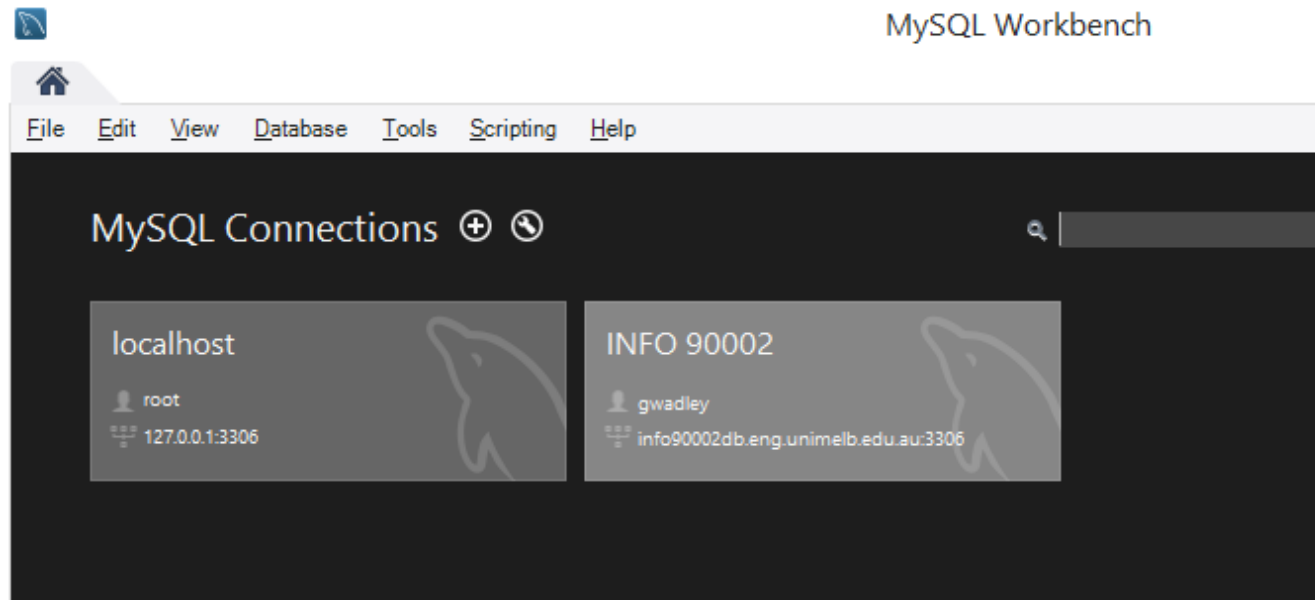 MySQL Workbench
File Edit View Database Tools Scripting Help
MySQL Connections
localhost
root
127.0.0.1:3306
INFO 90002
gwadley
info90002db.eng.unimelb.edu.au:3306